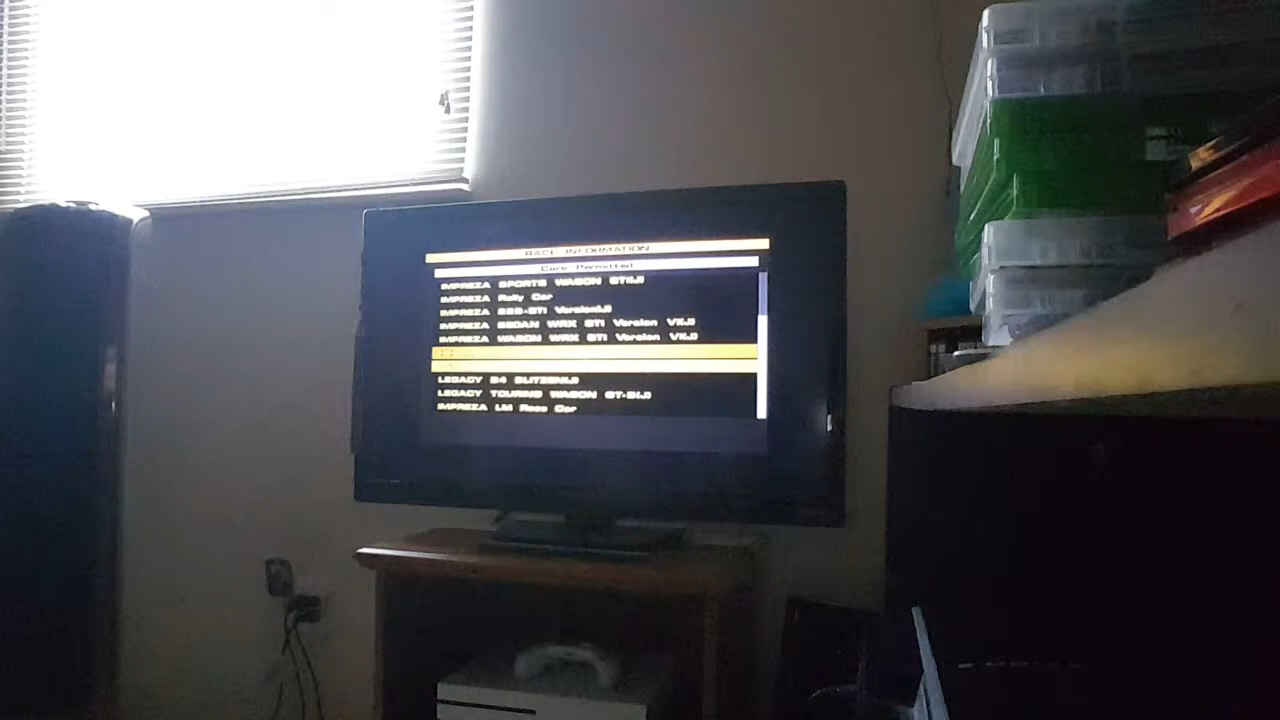 RACE INFORMATION
Cars Permitted
IMPREZA SPORTS WAGON STi(J)
IMPREZA Rally Car
IMPREZA 22B-STi Version(J)
IMPREZA SEDAN WRX STi Version VI(J)
IMPREZA WAGON WRX STi Version VI(J)
LEGACY B4 BLITZEN(J)
LEGACY TOURING WAGON GT-B(J)
IMPREZA LM Race Car